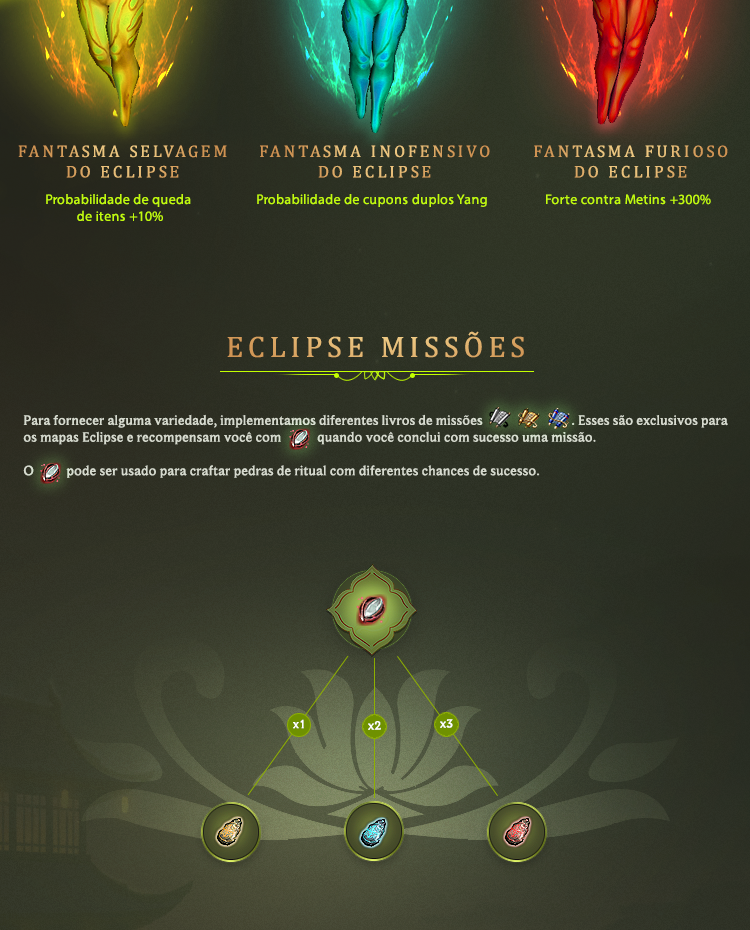 FANTASMA SELVAGEM
DO ECLIPSE
Probabilidade de queda
de itens +10%
FANTASMA INOFENSIVO
DO ECLIPSE
Probabilidade de cupons duplos Yang
FANTASMA FURIOSO
DO ECLIPSE
Forte contra Metins +300%
ECLIPSE MISSÕES
Para fornecer alguma variedade, implementamos diferentes livros de missões . Esses são exclusivos para
os mapas Eclipse e recompensam você com quando você conclui com sucesso uma missão.
O pode ser usado para craftar pedras de ritual com diferentes chances de sucesso.
x1
x2
x3